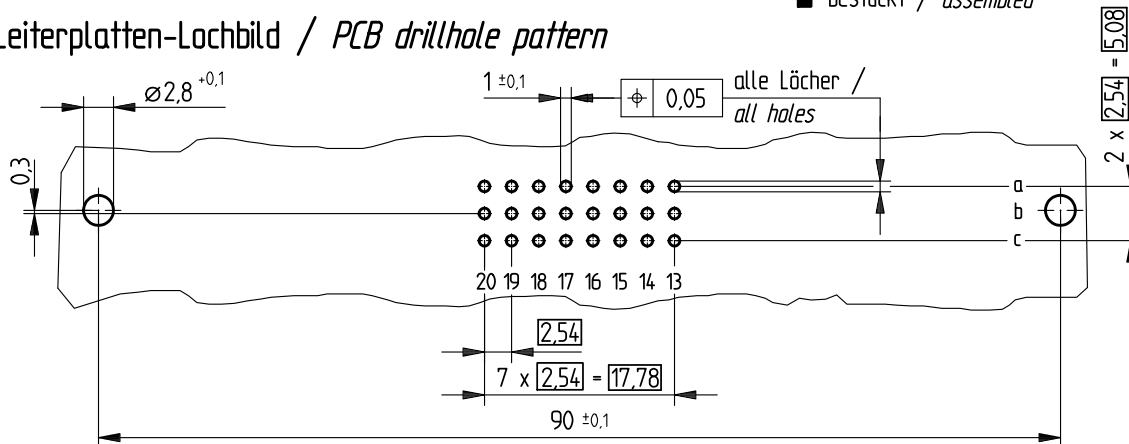 BESTÜCKT / assembled
Leiterplatten-Lochbild / PCB drillhole pattern
⌀2,8 +0,1
1 ±0,1
⌖ 0,05
alle Löcher /
all holes
2 x 2,54 = 5,08
0,3
a
b
c
20 19 18 17 16 15 14 13
2,54
7 x 2,54 = 17,78
90 ±0,1